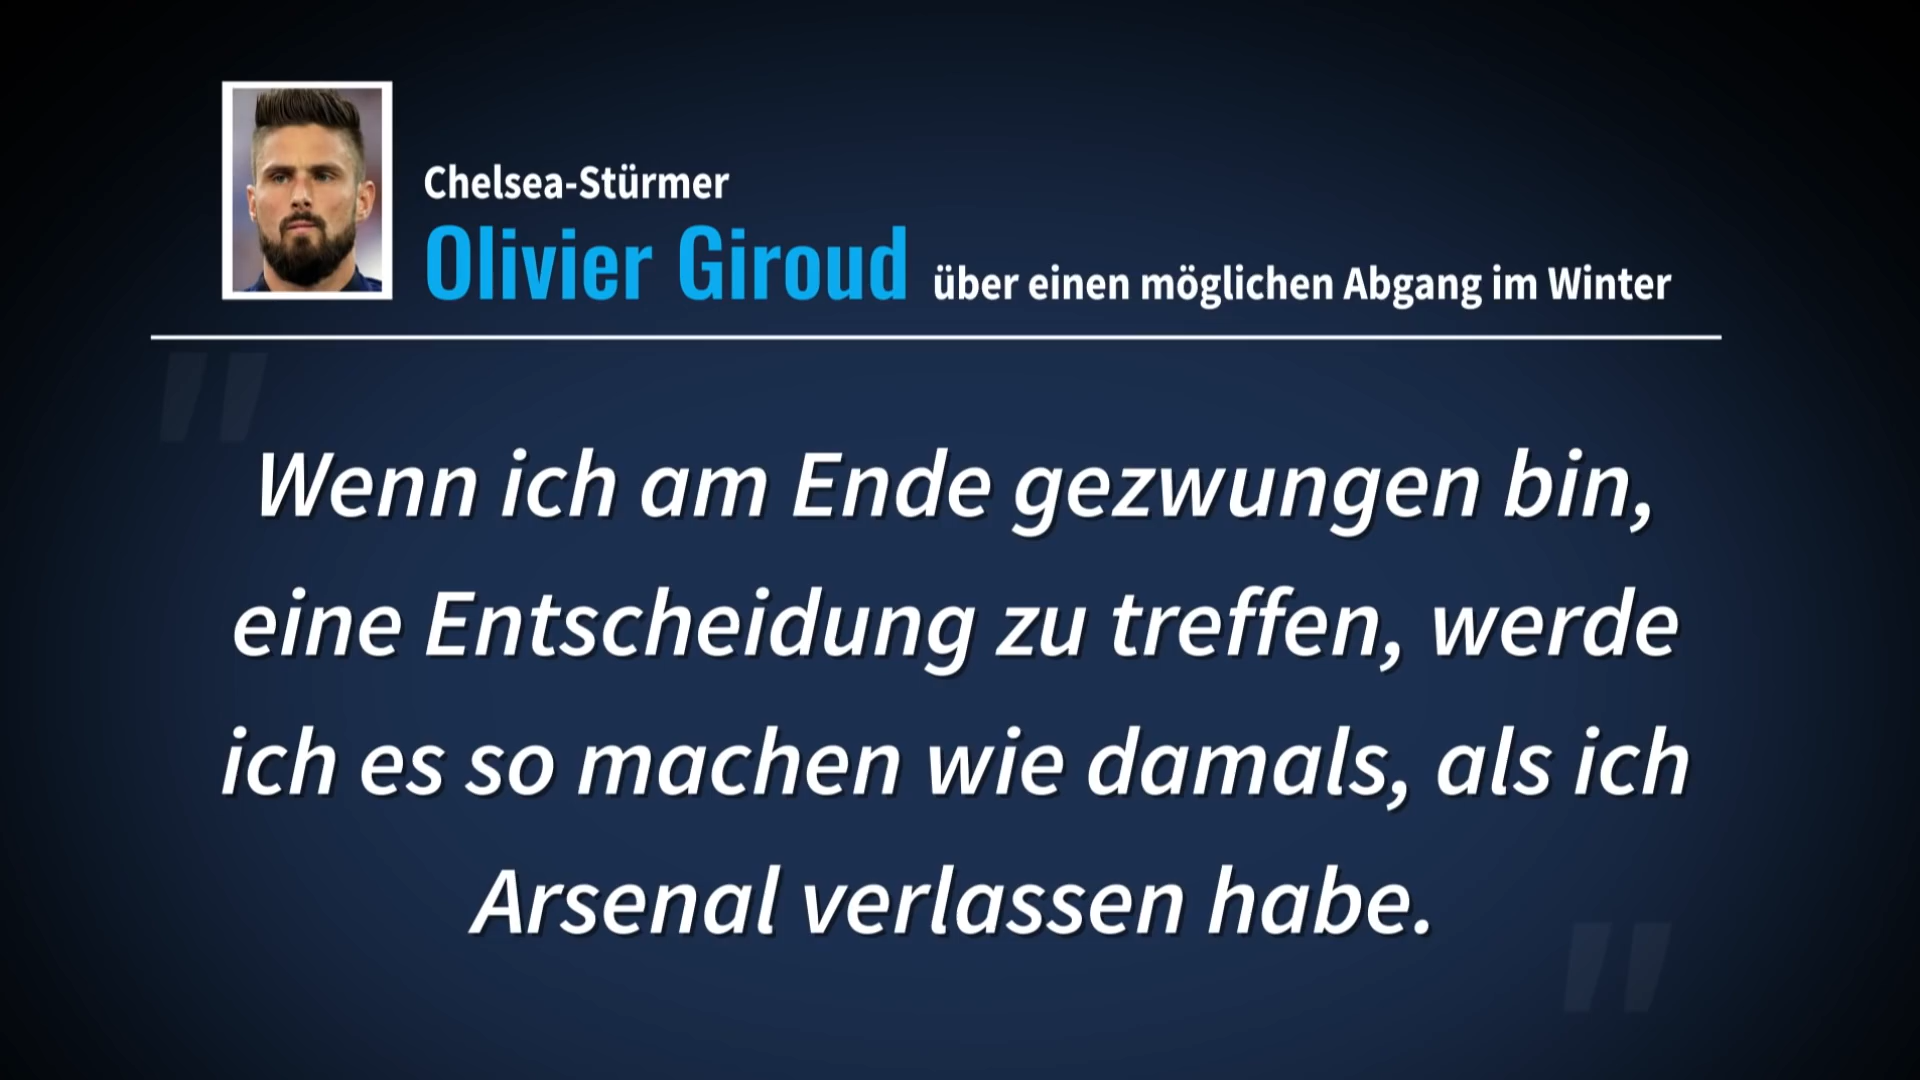 Chelsea-Stürmer
Olivier Giroud über einen möglichen Abgang im Winter
"
Wenn ich am Ende gezwungen bin,
eine Entscheidung zu treffen, werde
ich es so machen wie damals, als ich
Arsenal verlassen habe.
"